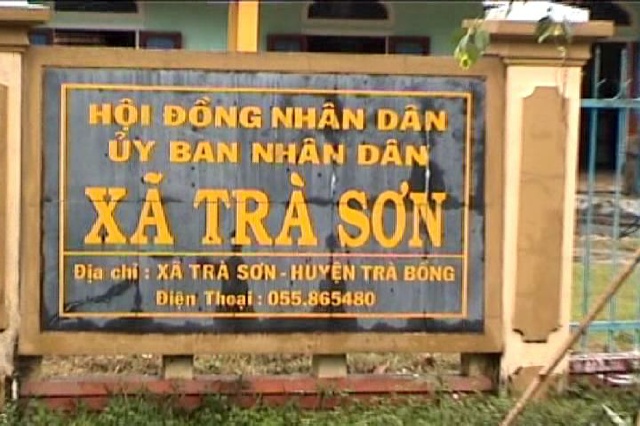 HỘI ĐỒNG NHÂN DÂN
ỦY BAN NHÂN DÂN
XÃ TRÀ SƠN
Địa chỉ : XÃ TRÀ SƠN - HUYỆN TRÀ BỒNG
Điện Thoại : 055.865480